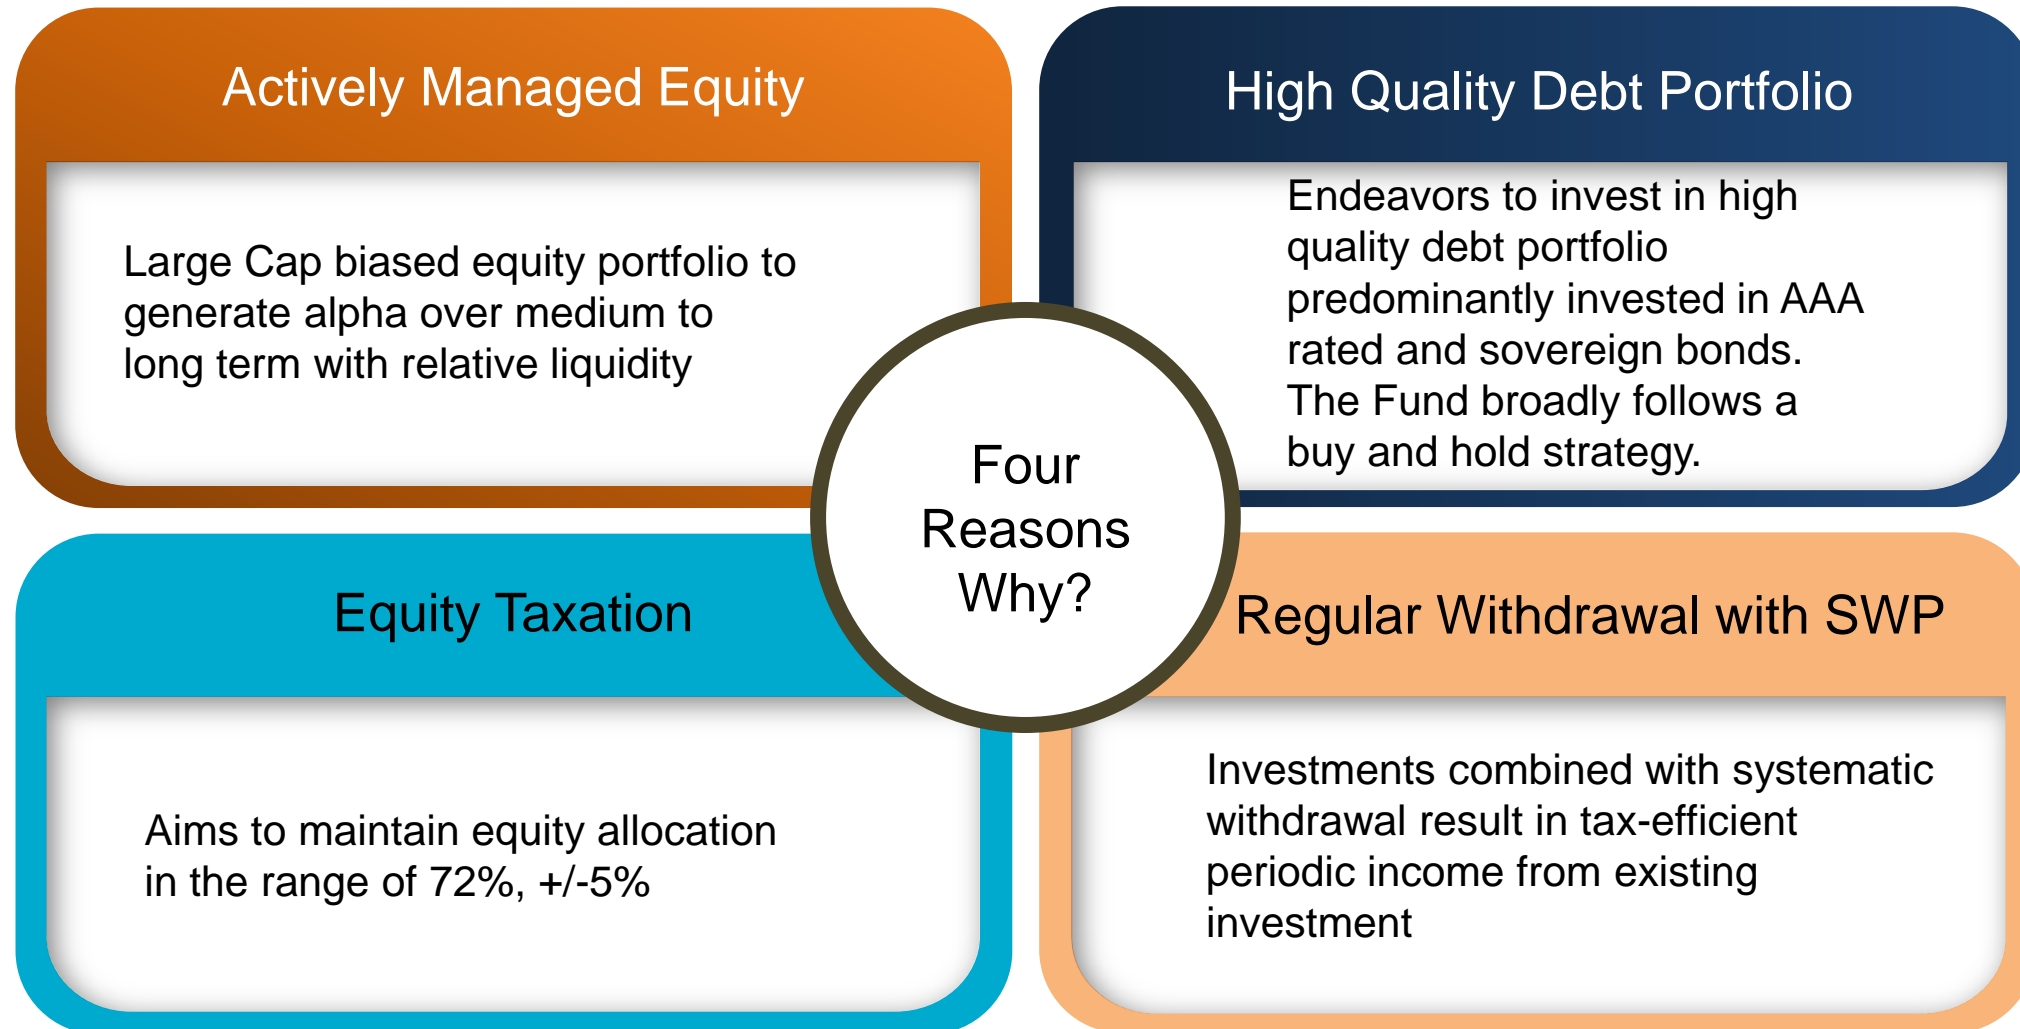 Actively Managed Equity
Large Cap biased equity portfolio to
generate alpha over medium to
long term with relative liquidity
High Quality Debt Portfolio
Endeavors to invest in high
quality debt portfolio
predominantly invested in AAA
rated and sovereign bonds.
The Fund broadly follows a
buy and hold strategy.
Four
Reasons
Why?
Equity Taxation
Aims to maintain equity allocation
in the range of 72%, +/-5%
Regular Withdrawal with SWP
Investments combined with systematic
withdrawal result in tax-efficient
periodic income from existing
investment